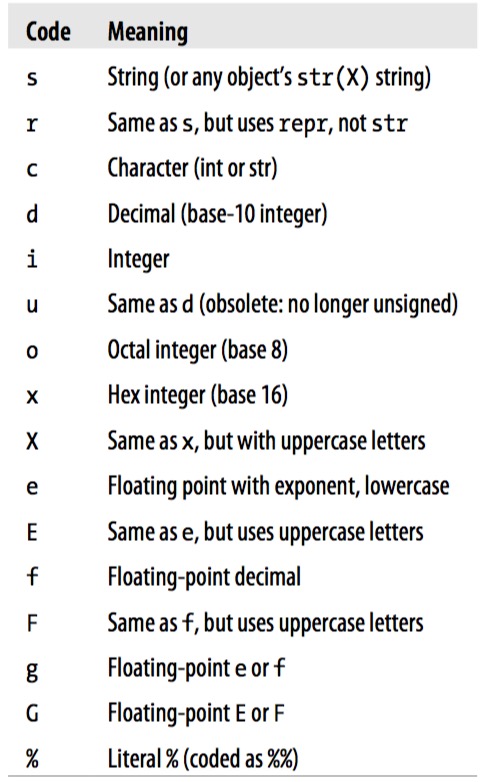 Code Meaning
s String (or any object's str(X) string)
r Same as s, but uses repr, not str
c Character (int or str)
d Decimal (base-10 integer)
i Integer
u Same as d (obsolete: no longer unsigned)
o Octal integer (base 8)
x Hex integer (base 16)
X Same as x, but with uppercase letters
e Floating point with exponent, lowercase
E Same as e, but uses uppercase letters
f Floating-point decimal
F Same as f, but uses uppercase letters
g Floating-point e or f
G Floating-point E or F
% Literal % (coded as %%)